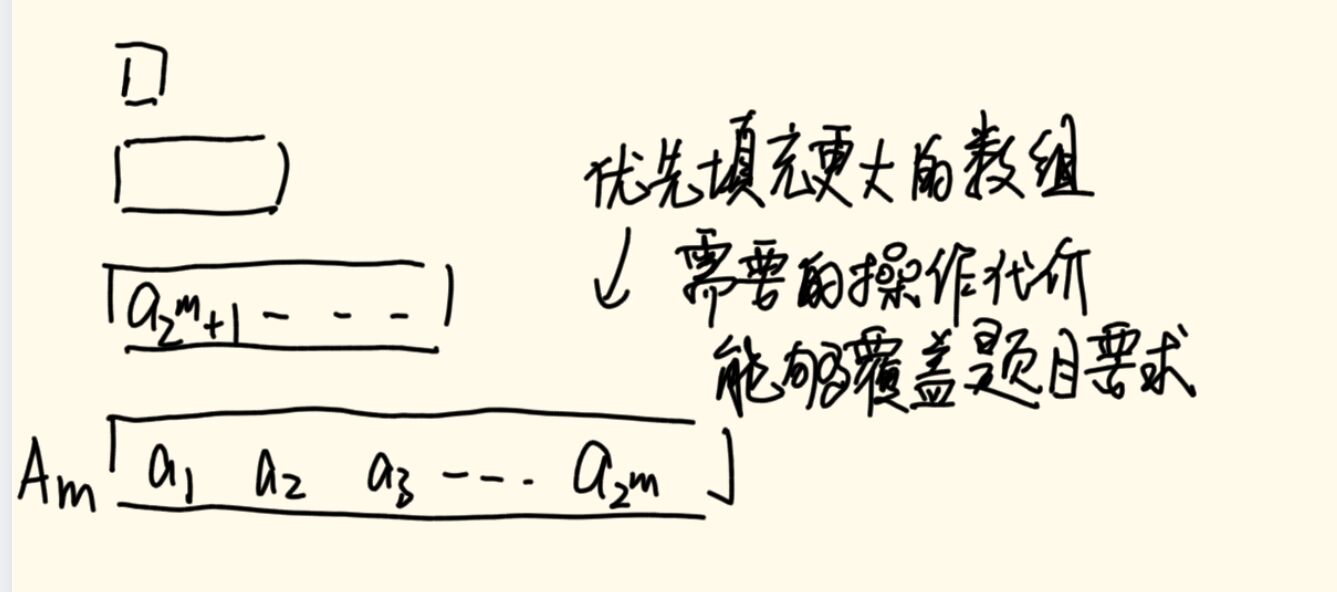 优先填充更大的数组
↓ 需要的操作代价
能够覆盖题目要求
a_{2^m+1} - - -
A_m a_1 a_2 a_3 ---- a_{2^m}